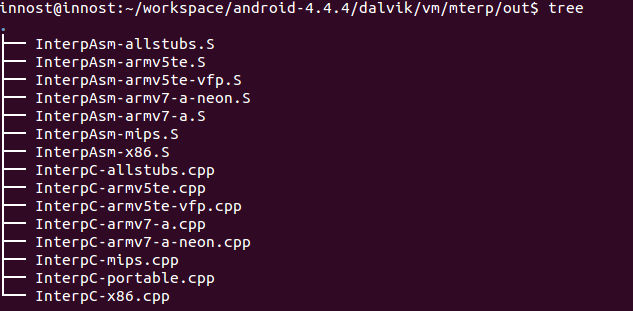 innost@innost:~/workspace/android-4.4.4/dalvik/vm/mterp/out$ tree
.
├── InterpAsm-allstubs.S
├── InterpAsm-armv5te.S
├── InterpAsm-armv5te-vfp.S
├── InterpAsm-armv7-a-neon.S
├── InterpAsm-armv7-a.S
├── InterpAsm-mips.S
├── InterpAsm-x86.S
├── InterpC-allstubs.cpp
├── InterpC-armv5te.cpp
├── InterpC-armv5te-vfp.cpp
├── InterpC-armv7-a.cpp
├── InterpC-armv7-a-neon.cpp
├── InterpC-mips.cpp
├── InterpC-portable.cpp
└── InterpC-x86.cpp